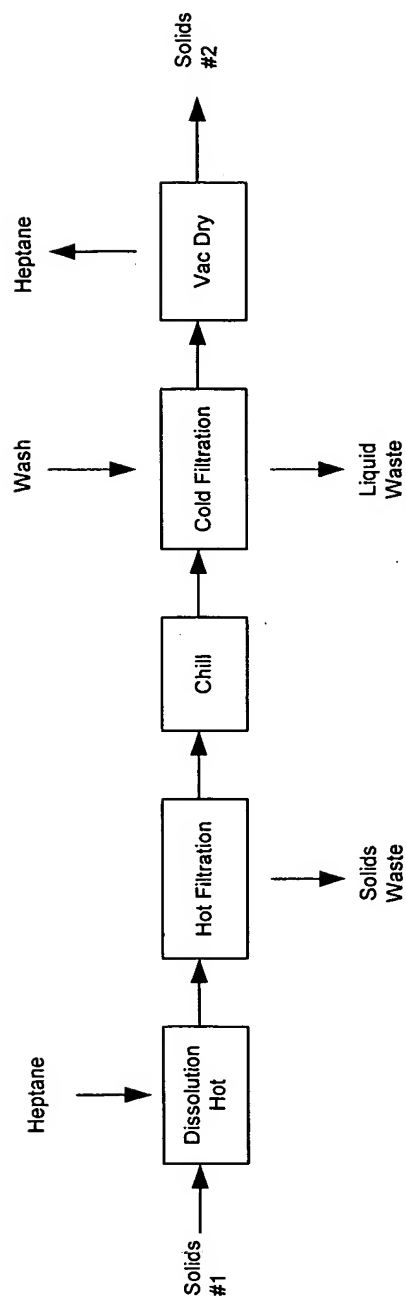 Solids
#1
Heptane
Dissolution
Hot
Hot Filtration
Solids
Waste
Chill
Wash
Cold Filtration
Liquid
Waste
Heptane
Vac Dry
Solids
#2